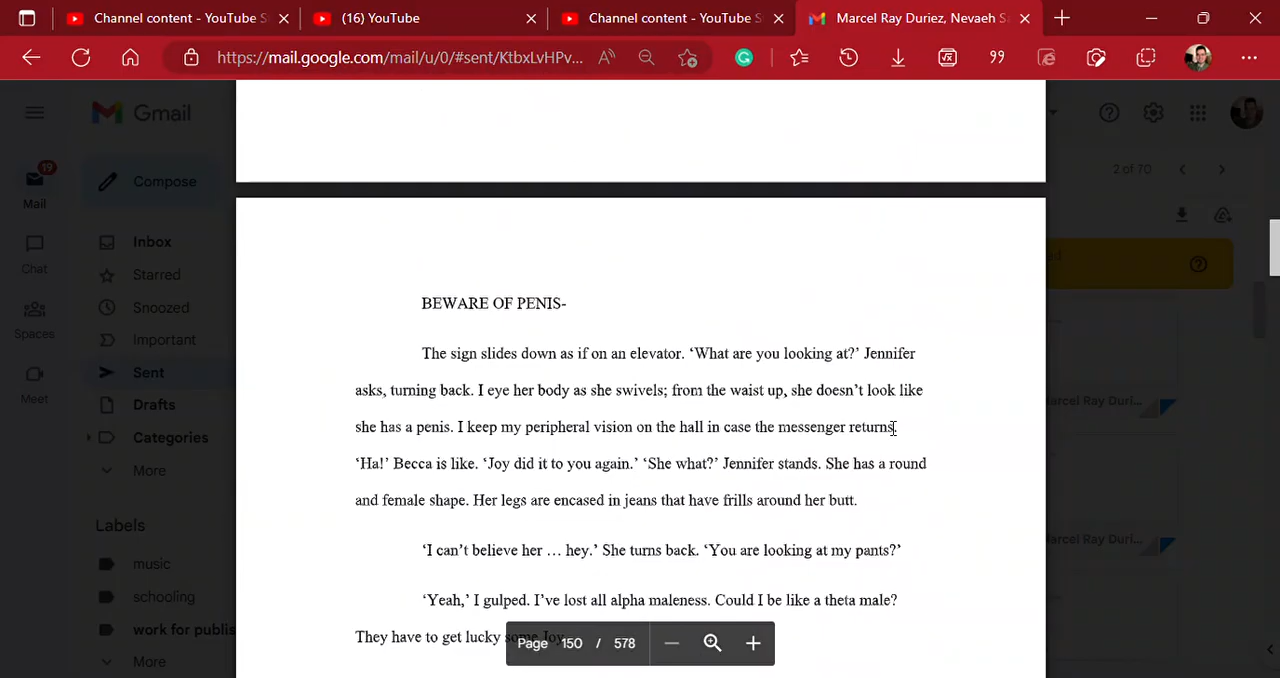 Channel content - YouTube S
(16) YouTube
Channel content - YouTube S
Marcel Ray Duriez, Nevaeh Sa
https://mail.google.com/mail/u/0/#sent/KtbxLvHPv...
Gmail
2 of 70
19
Mail
Chat
Spaces
Meet
Compose
Inbox
Starred
Snoozed
Important
Sent
Drafts
Categories
More
Labels
music
schooling
work for publis
More
Marcel Ray Duri...
Marcel Ray Duri...
BEWARE OF PENIS-
The sign slides down as if on an elevator. ‘What are you looking at?’ Jennifer
asks, turning back. I eye her body as she swivels; from the waist up, she doesn’t look like
she has a penis. I keep my peripheral vision on the hall in case the messenger returns.
‘Ha!’ Becca is like. ‘Joy did it to you again.’ ‘She what?’ Jennifer stands. She has a round
and female shape. Her legs are encased in jeans that have frills around her butt.
‘I can’t believe her … hey.’ She turns back. ‘You are looking at my pants?’
‘Yeah,’ I gulped. I’ve lost all alpha maleness. Could I be like a theta male?
They have to get lucky some Joy
Page 150 / 578